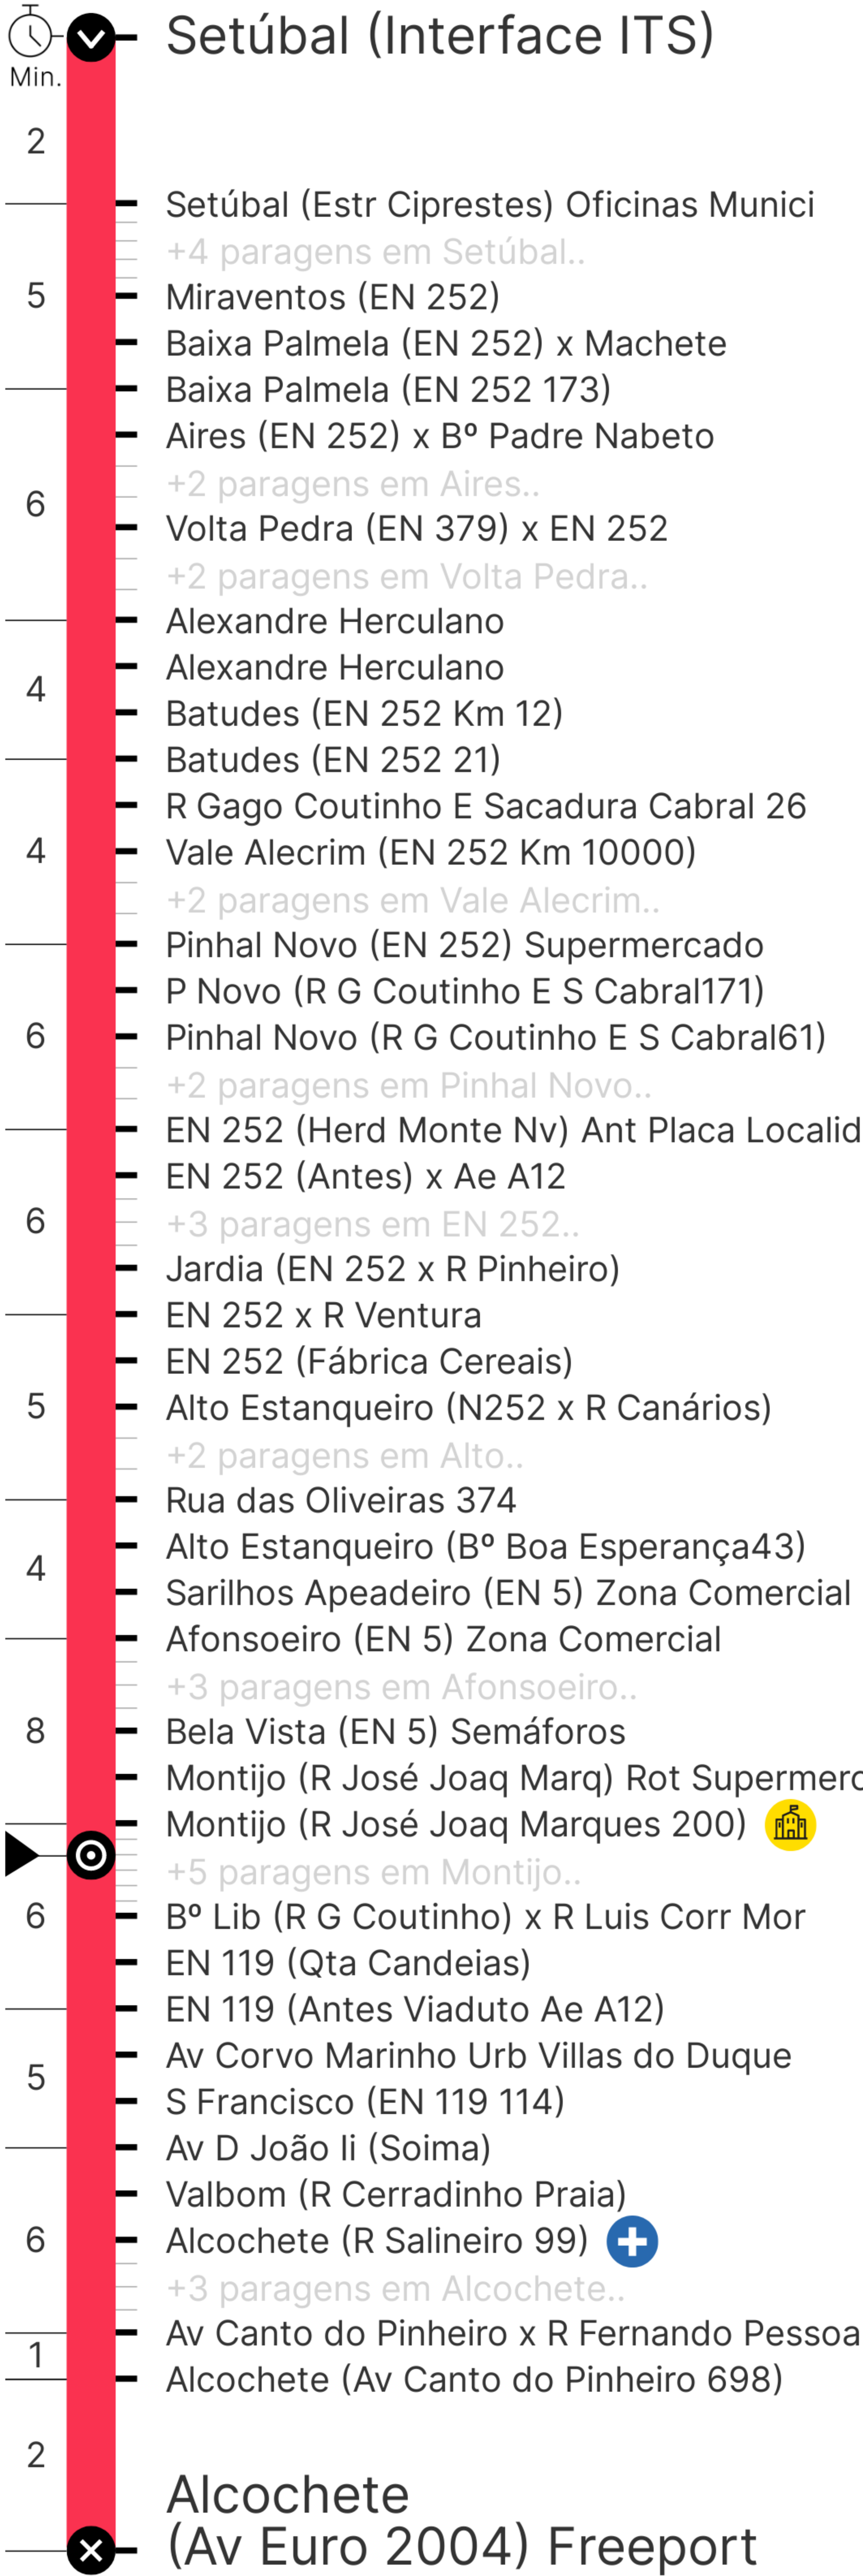 Setúbal (Interface ITS)
Min.
2
Setúbal (Estr Ciprestes) Oficinas Munici
+4 paragens em Setúbal..
5
Miraventos (EN 252)
Baixa Palmela (EN 252) x Machete
Baixa Palmela (EN 252 173)
Aires (EN 252) x Bº Padre Nabeto
+2 paragens em Aires..
6
Volta Pedra (EN 379) x EN 252
+2 paragens em Volta Pedra..
Alexandre Herculano
Alexandre Herculano
4
Batudes (EN 252 Km 12)
Batudes (EN 252 21)
R Gago Coutinho E Sacadura Cabral 26
4
Vale Alecrim (EN 252 Km 10000)
+2 paragens em Vale Alecrim..
Pinhal Novo (EN 252) Supermercado
P Novo (R G Coutinho E S Cabral171)
6
Pinhal Novo (R G Coutinho E S Cabral61)
+2 paragens em Pinhal Novo..
EN 252 (Herd Monte Nv) Ant Placa Localid
EN 252 (Antes) x Ae A12
6
+3 paragens em EN 252..
Jardia (EN 252 x R Pinheiro)
EN 252 x R Ventura
EN 252 (Fábrica Cereais)
5
Alto Estanqueiro (N252 x R Canários)
+2 paragens em Alto..
Rua das Oliveiras 374
Alto Estanqueiro (Bº Boa Esperança43)
4
Sarilhos Apeadeiro (EN 5) Zona Comercial
Afonsoeiro (EN 5) Zona Comercial
+3 paragens em Afonsoeiro..
8
Bela Vista (EN 5) Semáforos
Montijo (R José Joaq Marq) Rot Supermerc
Montijo (R José Joaq Marques 200)
+5 paragens em Montijo..
6
Bº Lib (R G Coutinho) x R Luis Corr Mor
EN 119 (Qta Candeias)
EN 119 (Antes Viaduto Ae A12)
Av Corvo Marinho Urb Villas do Duque
5
S Francisco (EN 119 114)
Av D João Ii (Soima)
Valbom (R Cerradinho Praia)
6
Alcochete (R Salineiro 99)
+3 paragens em Alcochete..
Av Canto do Pinheiro x R Fernando Pessoa
1
Alcochete (Av Canto do Pinheiro 698)
2
Alcochete
(Av Euro 2004) Freeport